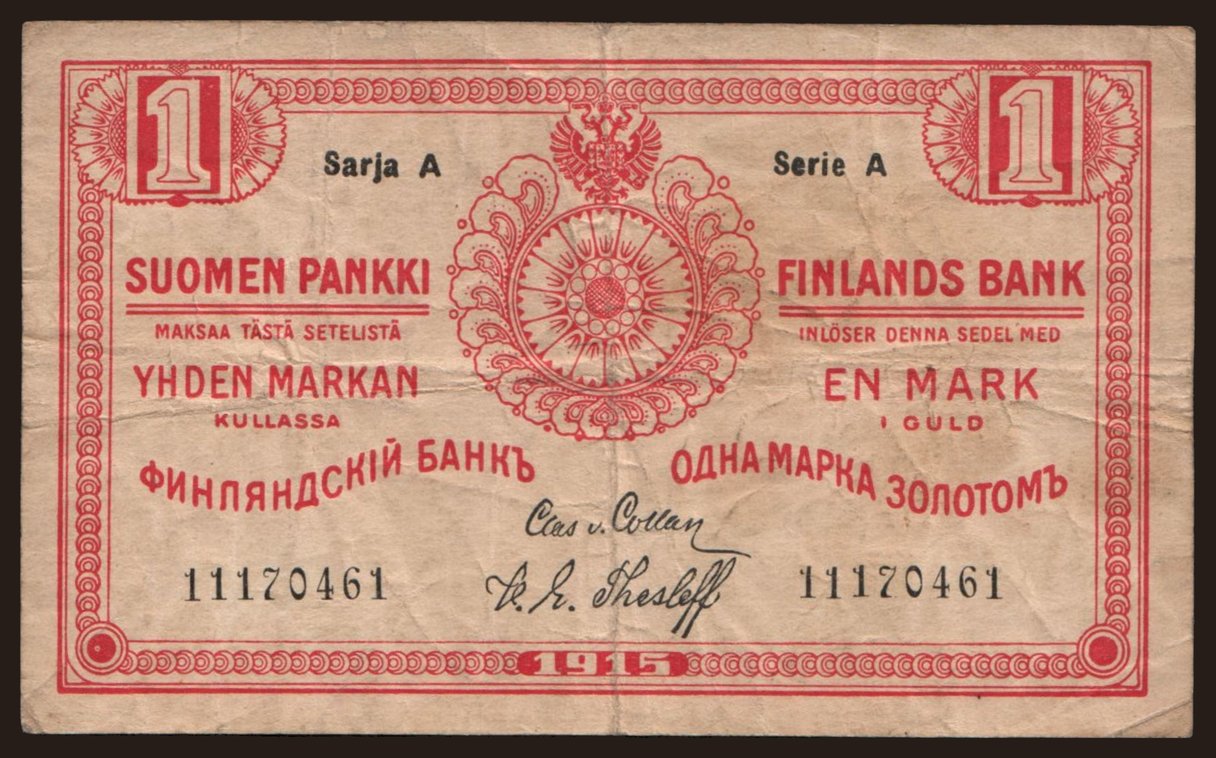 1
1
Sarja A
Serie A
SUOMEN PANKKI
MAKSAA TÄSTÄ SETELISTÄ
YHDEN MARKAN
KULLASSA
FINLANDS BANK
INLÖSER DENNA SEDEL MED
EN MARK
I GULD
ФИНЛЯНДСКІЙ БАНКЪ
ОДНА МАРКА ЗОЛОТОМЪ
Clas v. Collan
11170461
K. E. Thesleff
11170461
1915